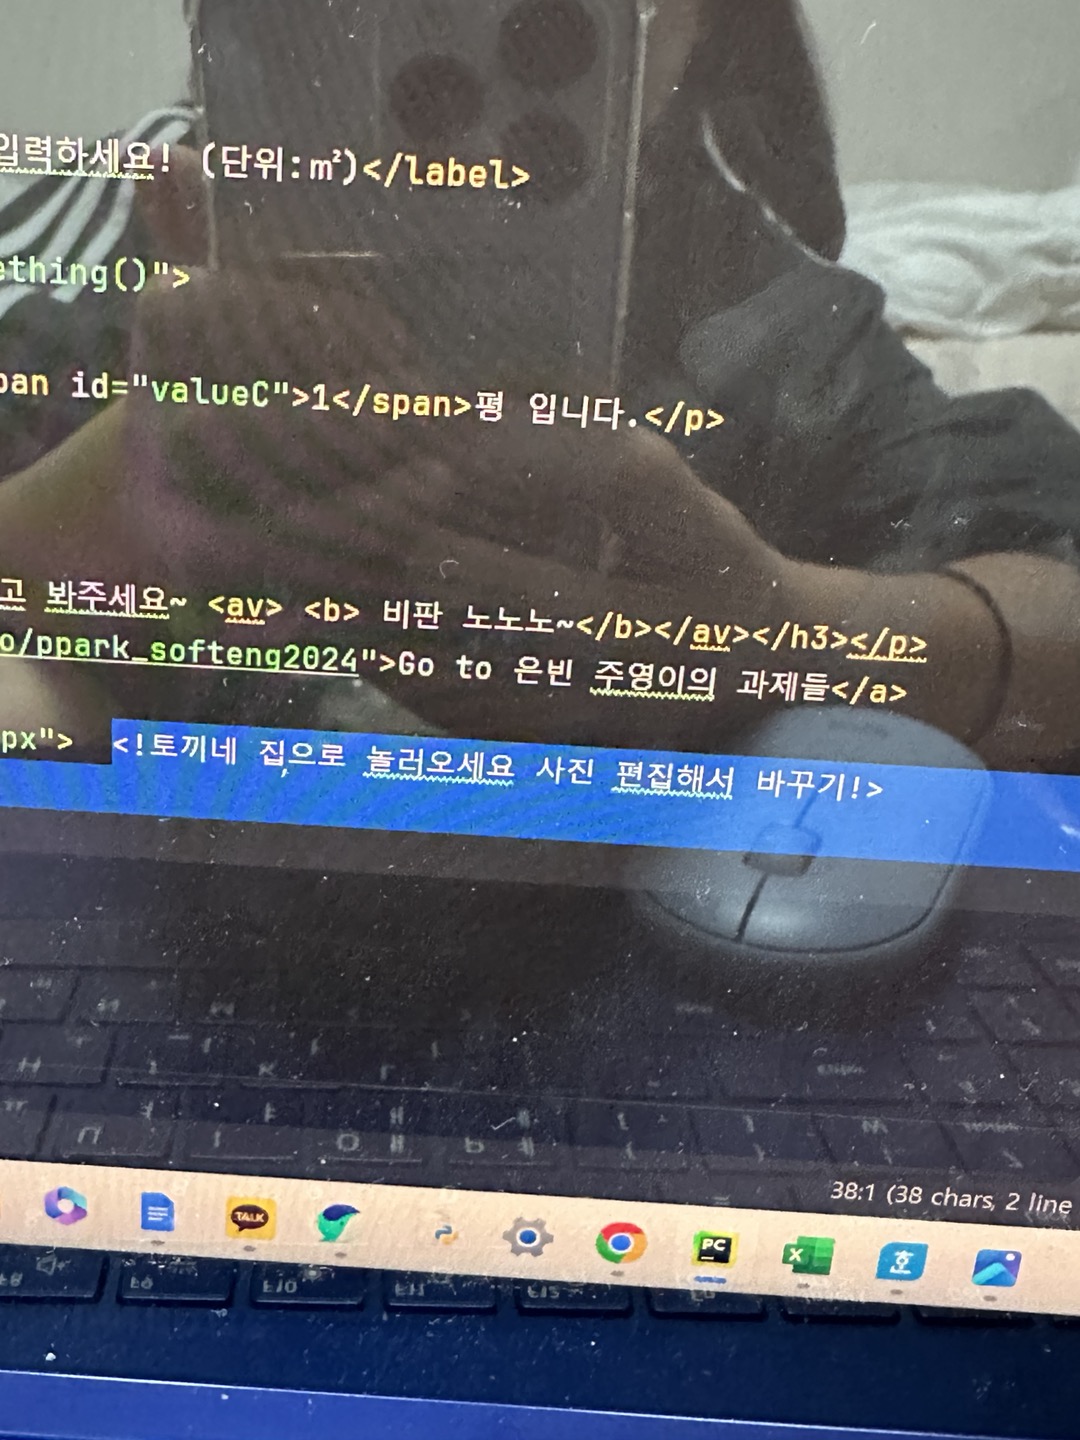 입력하세요! (단위:㎡)</label>
ething()">
pan id="valueC">1</span>평 입니다.</p>
고 봐주세요~ <av> <b> 비판 노노노~</b></av></h3></p>
o/ppark_softeng2024">Go to 은빈 주영이의 과제들</a>
px"> <!토끼네 집으로 놀러오세요 사진 편집해서 바꾸기!>
38:1 (38 chars, 2 line
TALK
PC
X
호